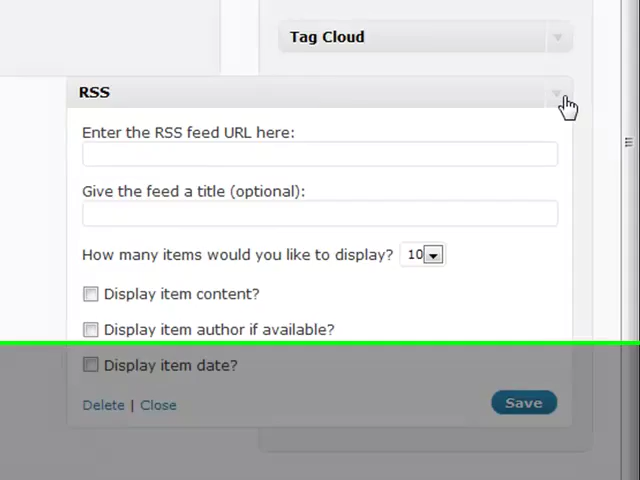 Tag Cloud
RSS
Enter the RSS feed URL here:
Give the feed a title (optional):
How many items would you like to display? 10
Display item content?
Display item author if available?
Display item date?
Delete | Close Save